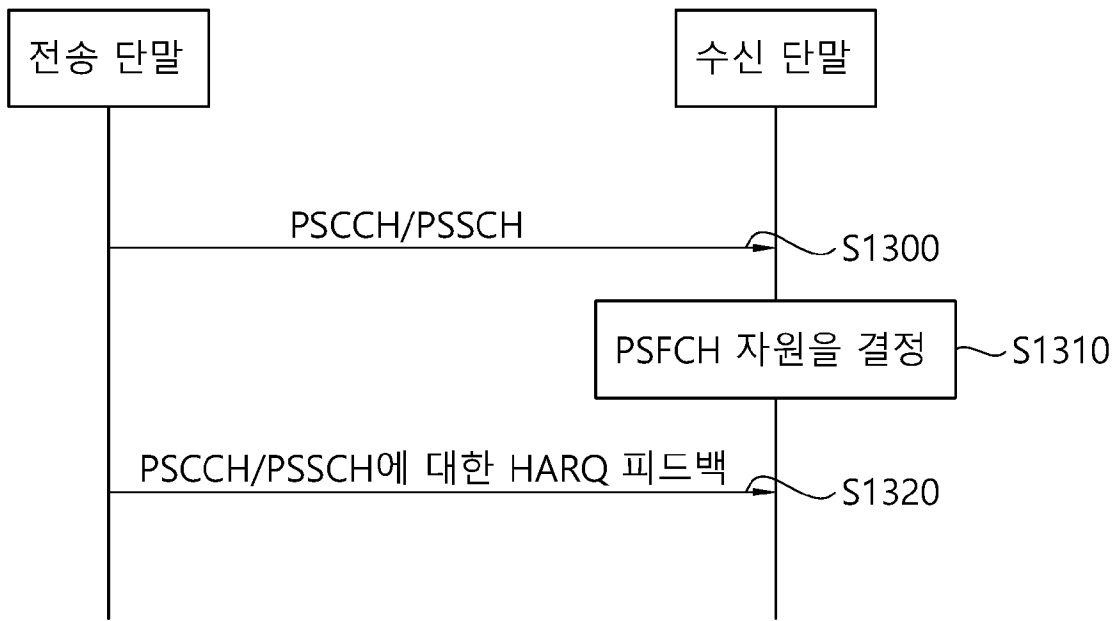 전송 단말
수신 단말
PSCCH/PSSCH
S1300
PSFCH 자원을 결정
S1310
PSCCH/PSSCH에 대한 HARQ 피드백
S1320